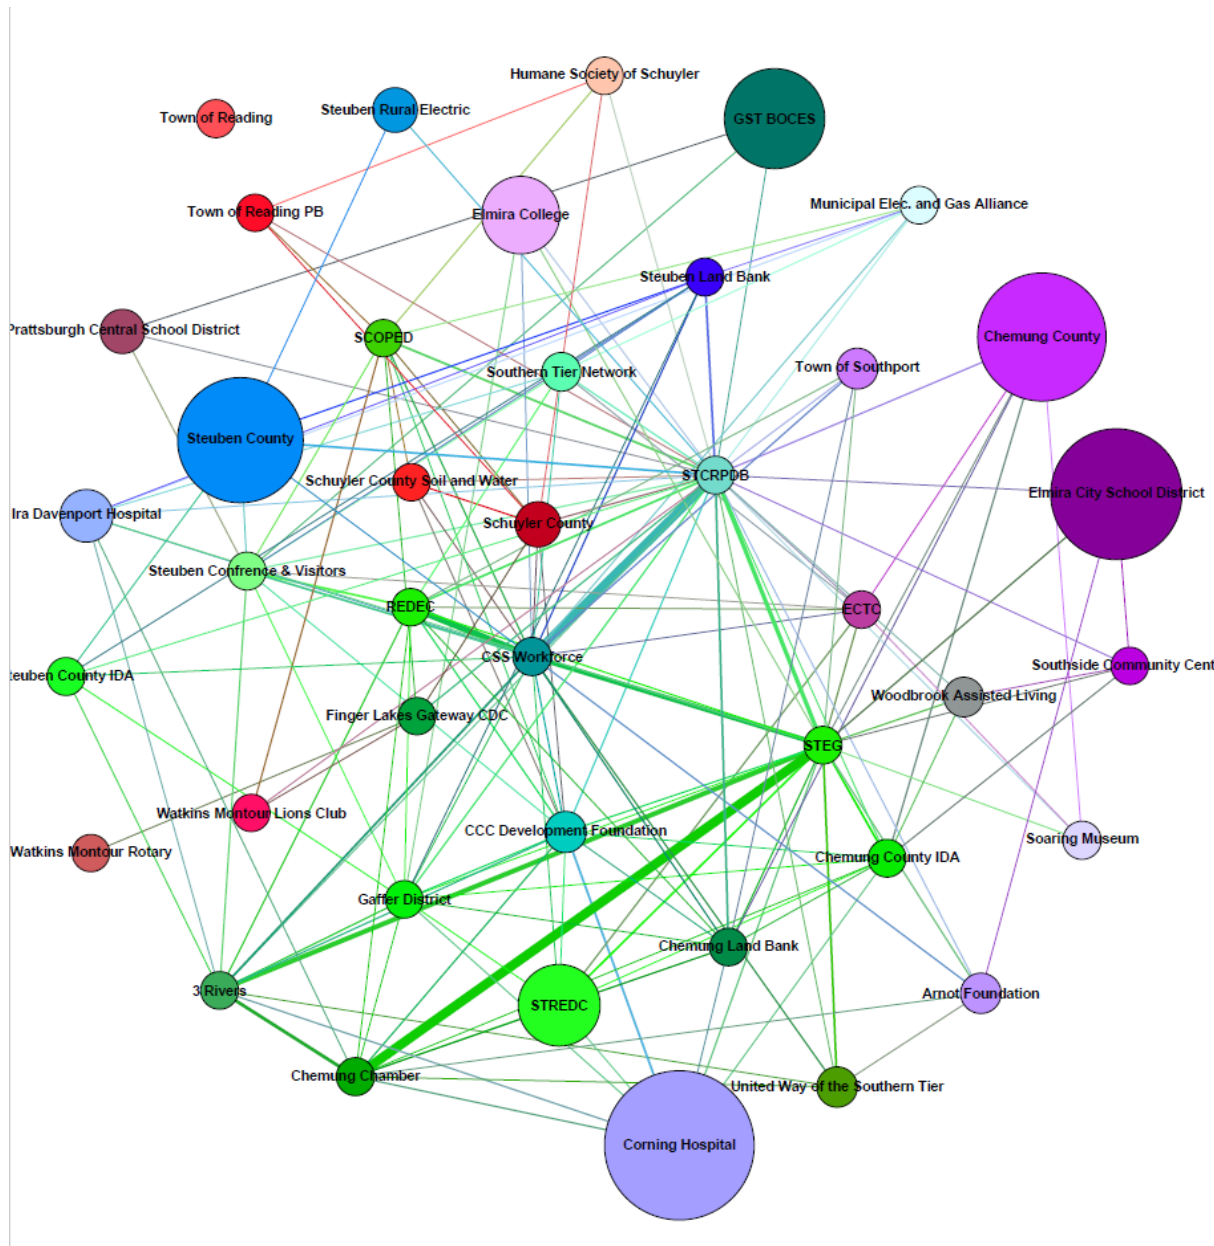 Humane Society of Schuyler
Steuben Rural Electric
Town of Reading
GST BOCES
Municipal Elec. and Gas Alliance
Town of Reading PB
Elmira College
Steuben Land Bank
Prattsburgh Central School District
SCOPED
Chemung County
Southern Tier Network
Town of Southport
Steuben County
Schuyler County Soil and Water
STCRPDB
Elmira City School District
ira Davenport Hospital
Schuyler County
Steuben Confrence & Visitors
REDEC
ECTC
CSS Workforce
Southside Community Cent
teuben County IDA
Woodbrook Assisted Living
Finger Lakes Gateway CDC
STEG
Watkins Montour Lions Club
CCC Development Foundation
Soaring Museum
Watkins Montour Rotary
Chemung County IDA
Gaffer District
Chemung Land Bank
3 Rivers
Arnot Foundation
STREDC
Chemung Chamber
United Way of the Southern Tier
Corning Hospital